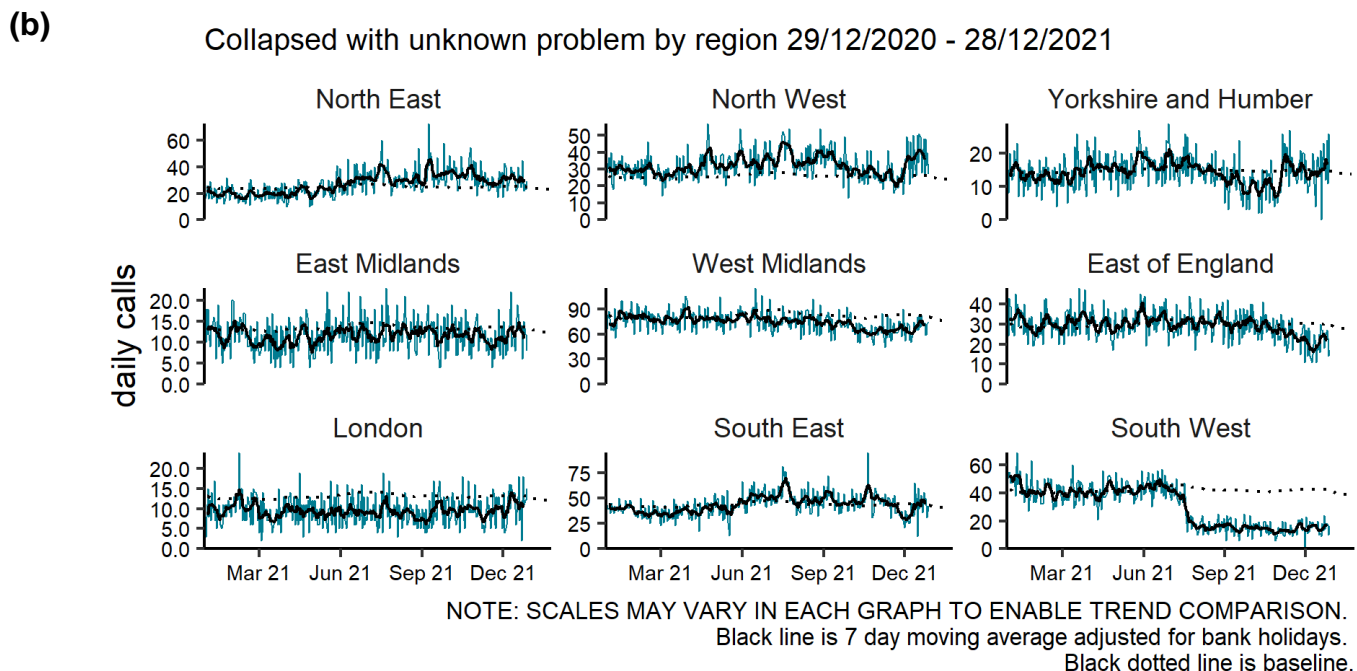 (b)
Collapsed with unknown problem by region 29/12/2020 - 28/12/2021
daily calls
North East
60
40
20
0
North West
50
40
30
20
10
0
Yorkshire and Humber
20
10
0
East Midlands
20.0
15.0
10.0
5.0
0.0
West Midlands
90
60
30
0
East of England
40
30
20
10
0
London
20.0
15.0
10.0
5.0
0.0
Mar 21 Jun 21 Sep 21 Dec 21
South East
75
50
25
0
Mar 21 Jun 21 Sep 21 Dec 21
South West
60
40
20
0
Mar 21 Jun 21 Sep 21 Dec 21
NOTE: SCALES MAY VARY IN EACH GRAPH TO ENABLE TREND COMPARISON.
Black line is 7 day moving average adjusted for bank holidays.
Black dotted line is baseline.